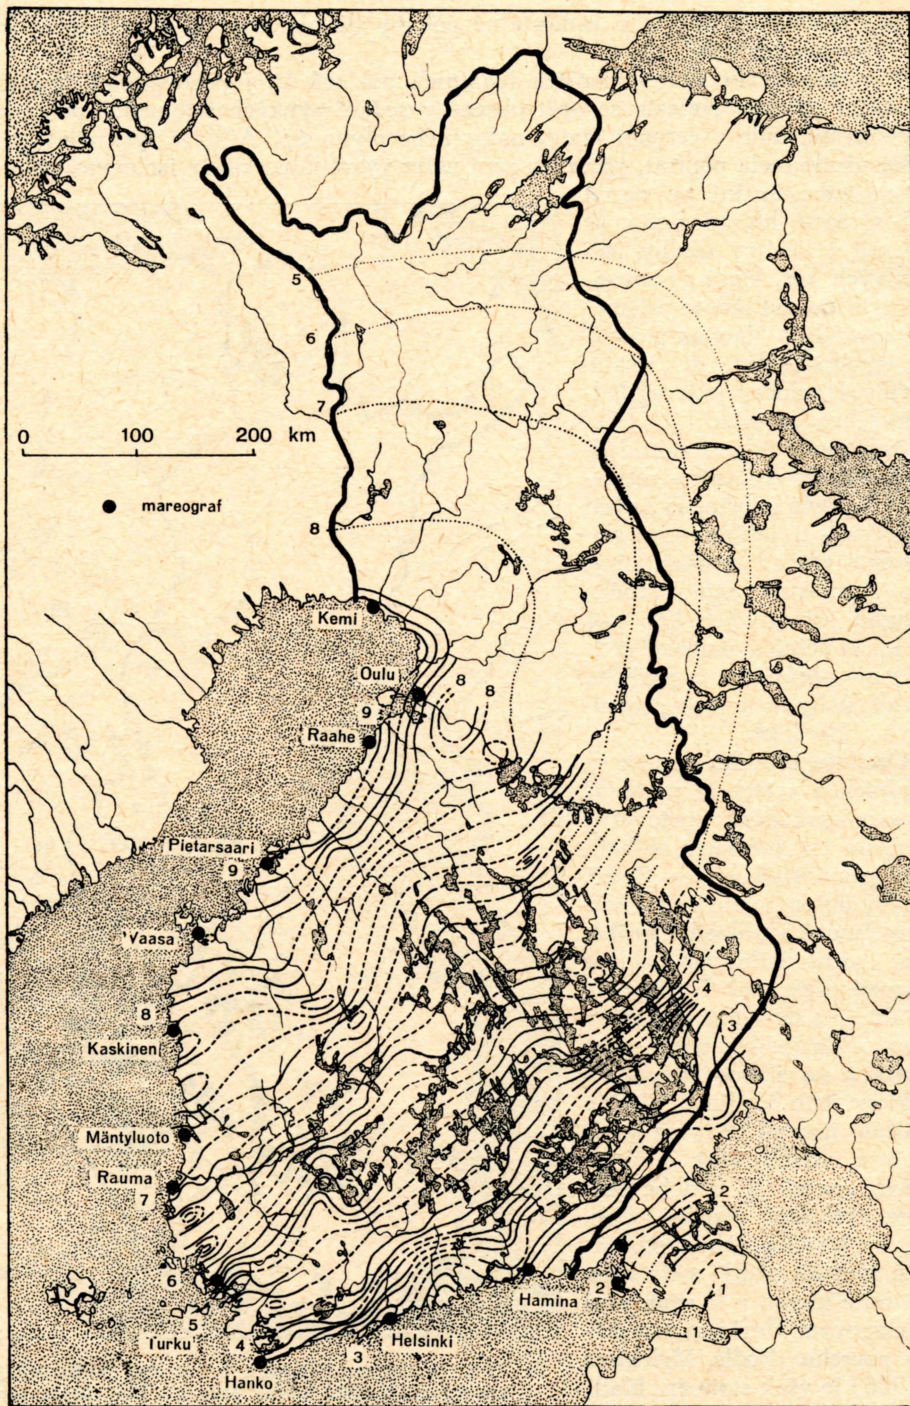 5
6
7
0 100 200 km
mareograf
8
Kemi
Oulu
8
8
9
Raahe
Pietarsaari
9
Vaasa
4
8
3
Kaskinen
Mäntyluoto
Rauma
7
2
6
Hamina
2
1
5
Turku
4
Helsinki
1
3
Hanko